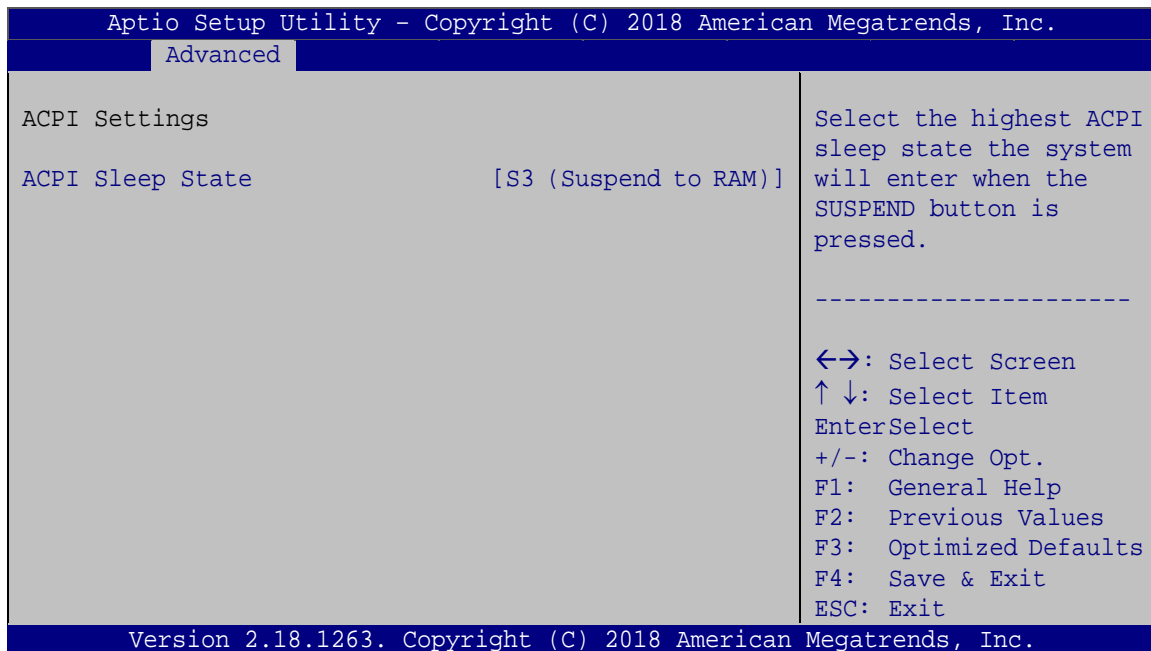 Aptio Setup Utility – Copyright (C) 2018 American Megatrends, Inc.
Advanced
ACPI Settings
ACPI Sleep State [S3 (Suspend to RAM)]
Select the highest ACPI
sleep state the system
will enter when the
SUSPEND button is
pressed.
----------------------
←→: Select Screen
↑ ↓: Select Item
EnterSelect
+/-: Change Opt.
F1: General Help
F2: Previous Values
F3: Optimized Defaults
F4: Save & Exit
ESC: Exit
Version 2.18.1263. Copyright (C) 2018 American Megatrends, Inc.